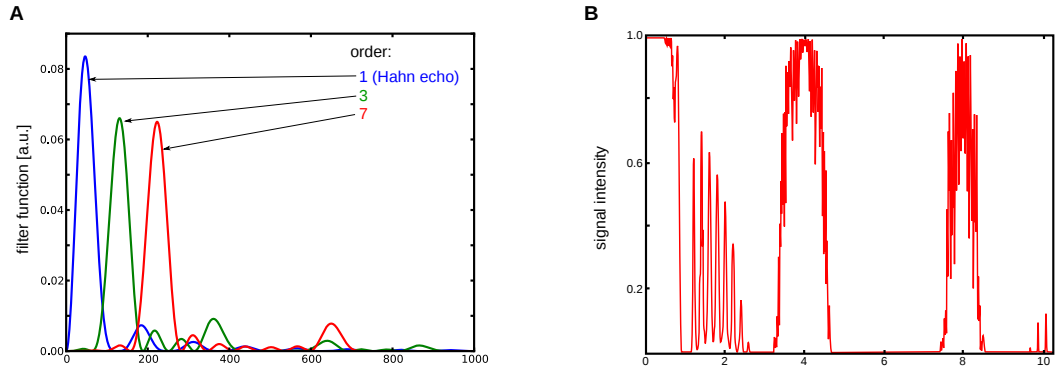 A
order:
1 (Hahn echo)
3
7
filter function [a.u.]
0.08
0.06
0.04
0.02
0.00
0 200 400 600 800 1000
B
signal intensity
1.0
0.6
0.2
0 2 4 6 8 10